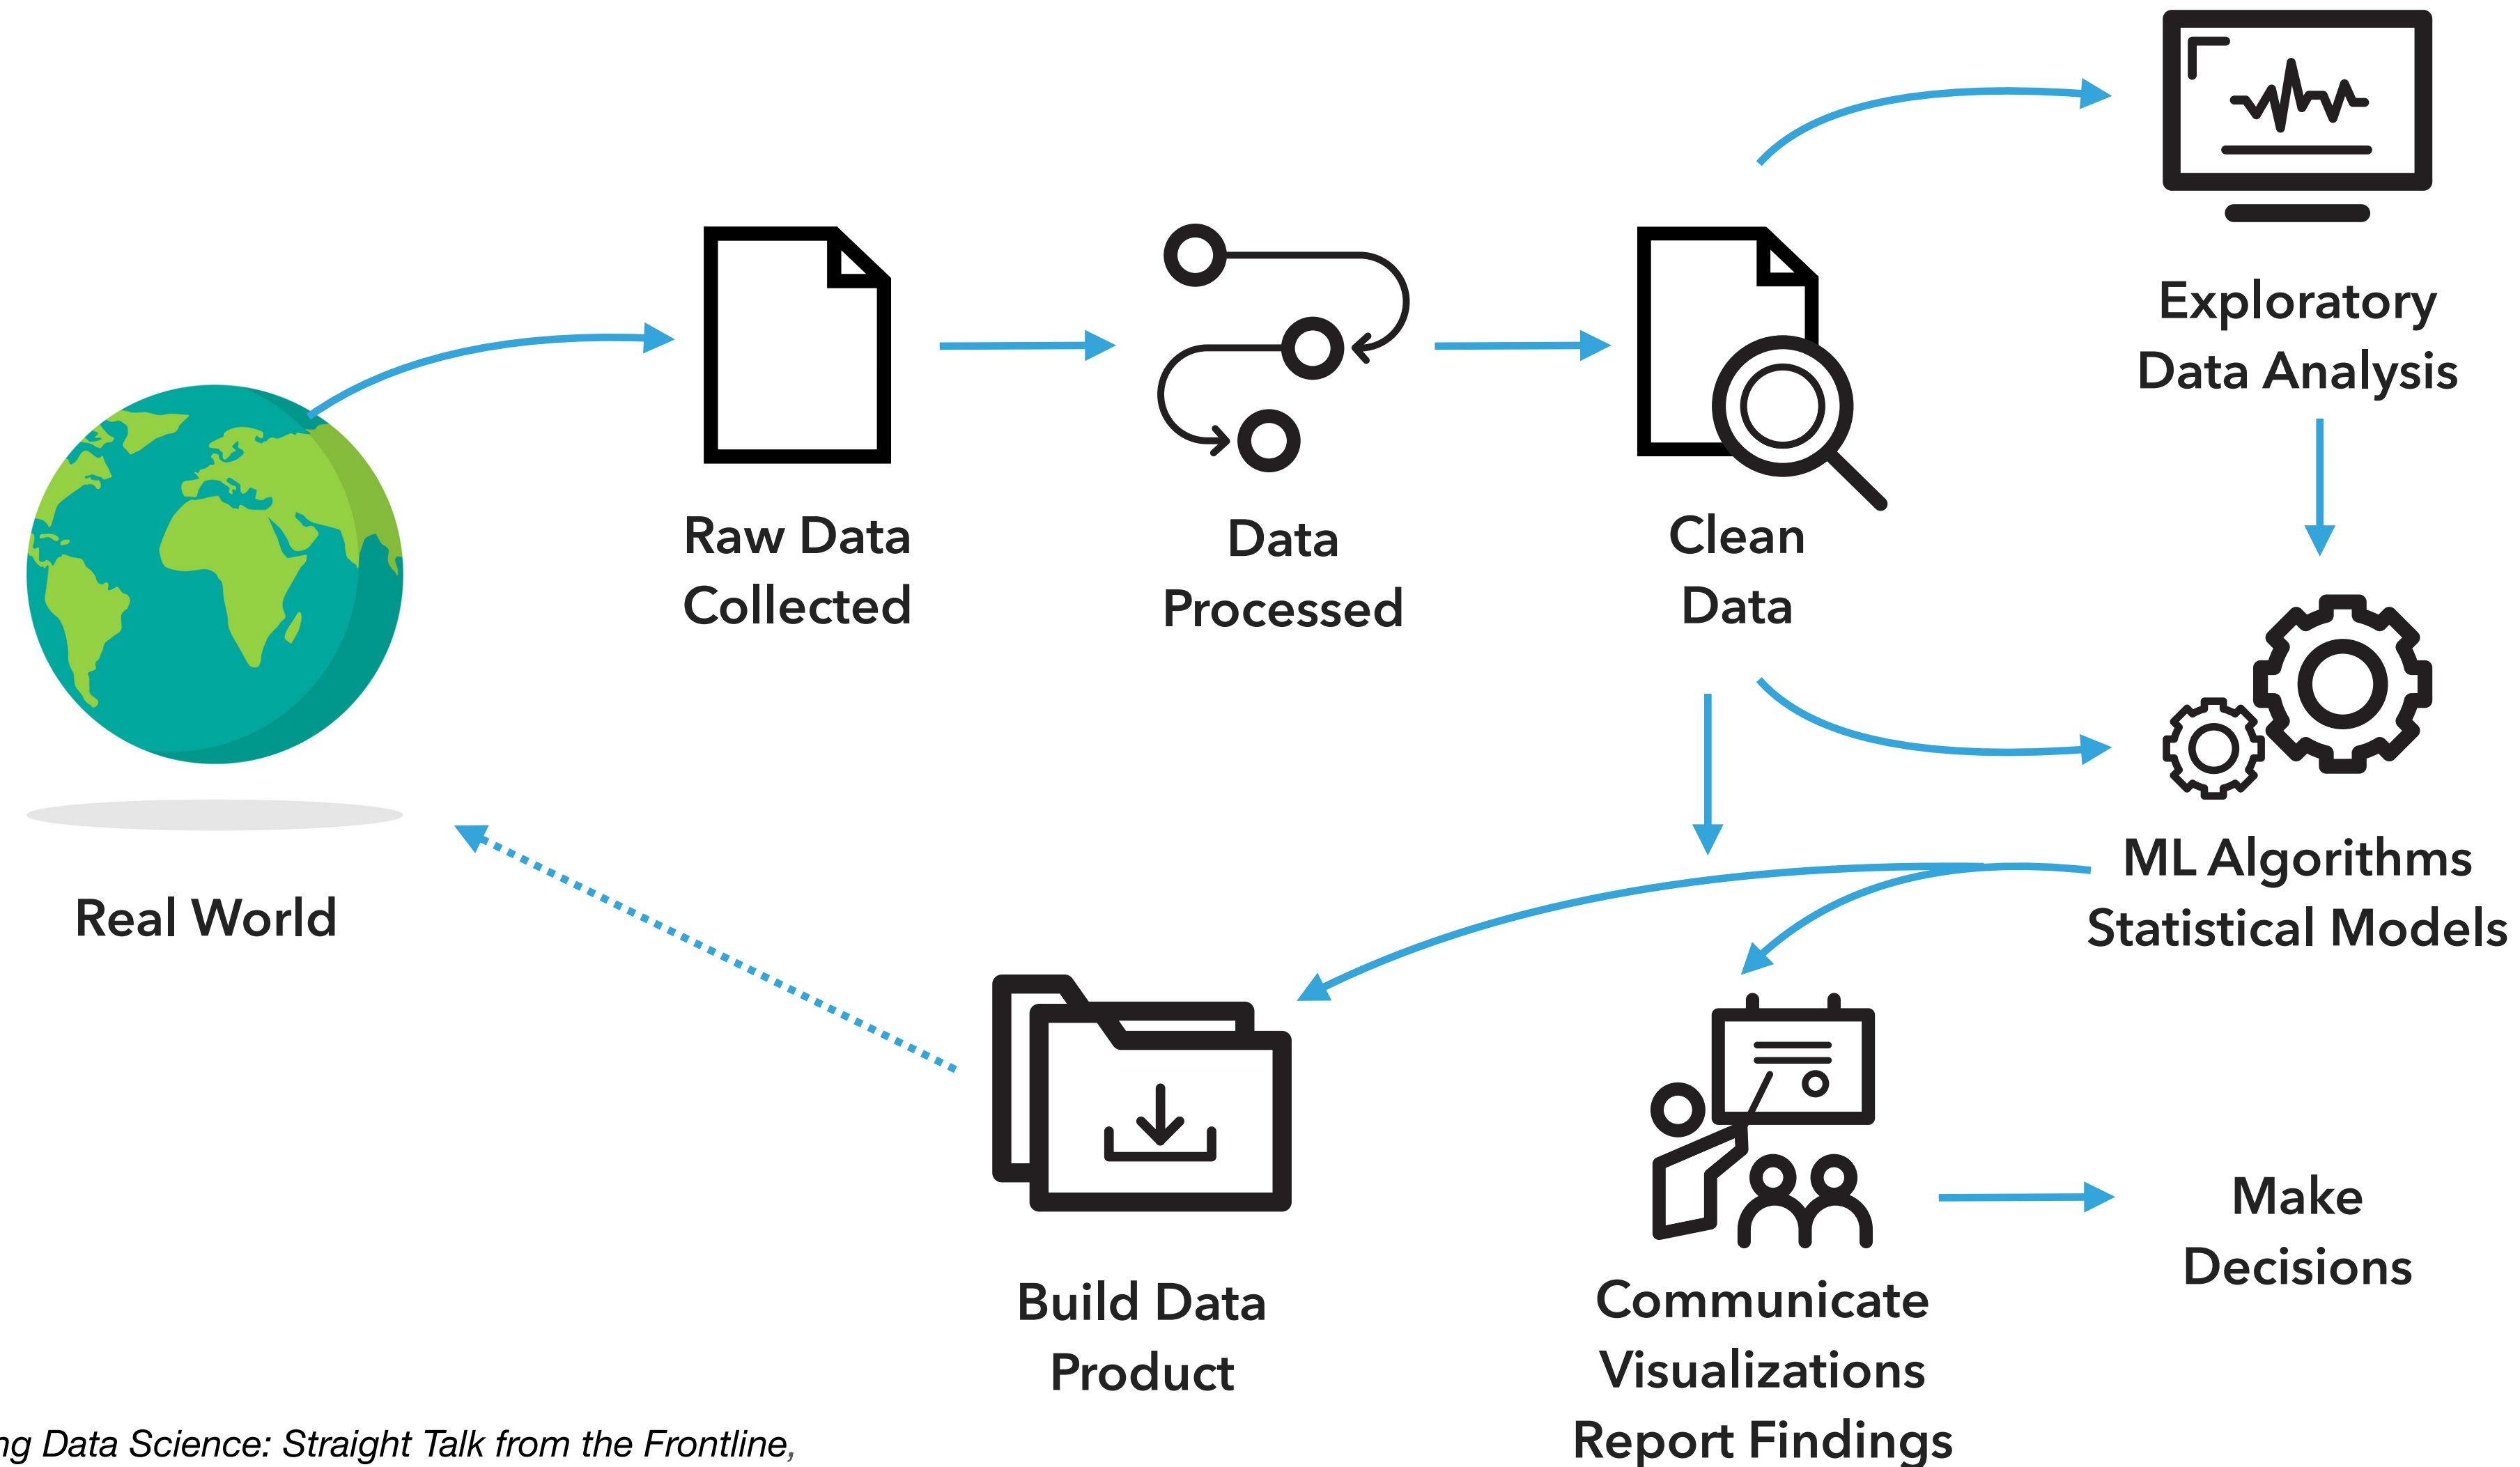 Exploratory
Data Analysis
Raw Data
Collected
Data
Processed
Clean
Data
Real World
ML Algorithms
Statistical Models
Build Data
Product
Communicate
Visualizations
Report Findings
Make
Decisions
Data Science: Straight Talk from the Frontline,